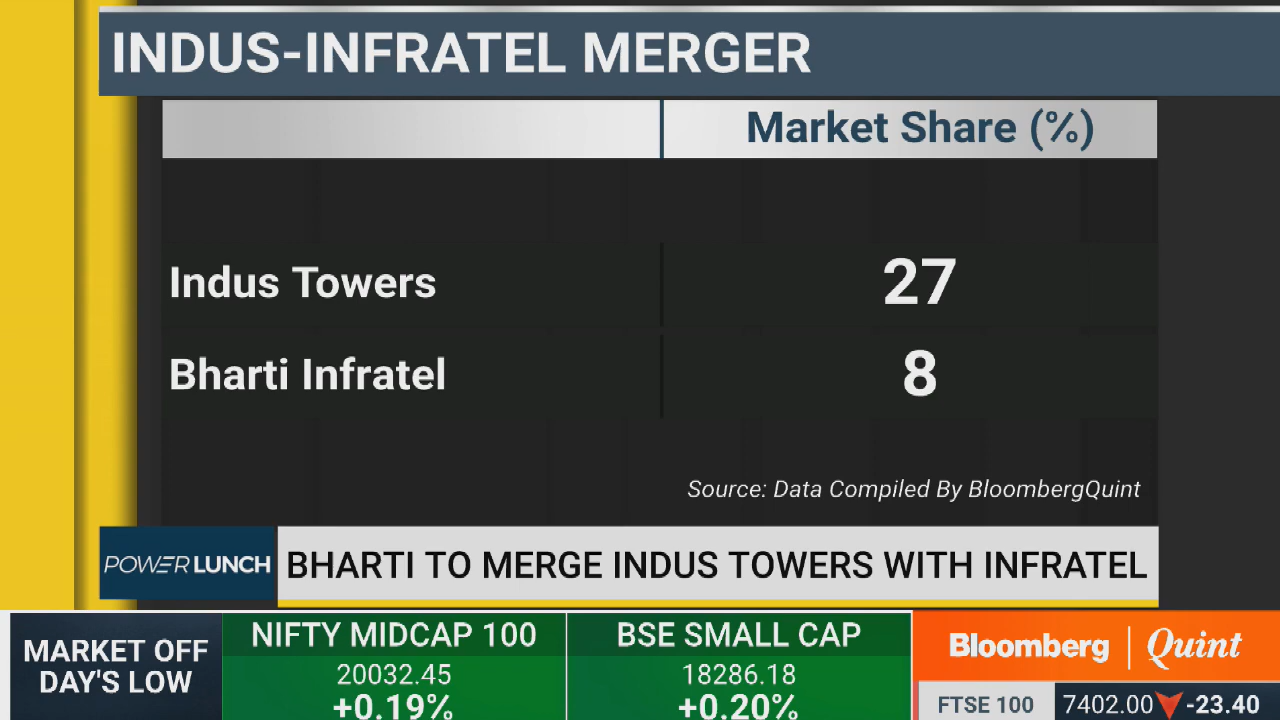 INDUS-INFRATEL MERGER
Market Share (%)
Indus Towers 27
Bharti Infratel 8
Source: Data Compiled By BloombergQuint
POWER LUNCH BHARTI TO MERGE INDUS TOWERS WITH INFRATEL
MARKET OFF
DAY'S LOW
NIFTY MIDCAP 100
20032.45
+0.19%
BSE SMALL CAP
18286.18
+0.20%
Bloomberg | Quint
FTSE 100 7402.00 -23.40